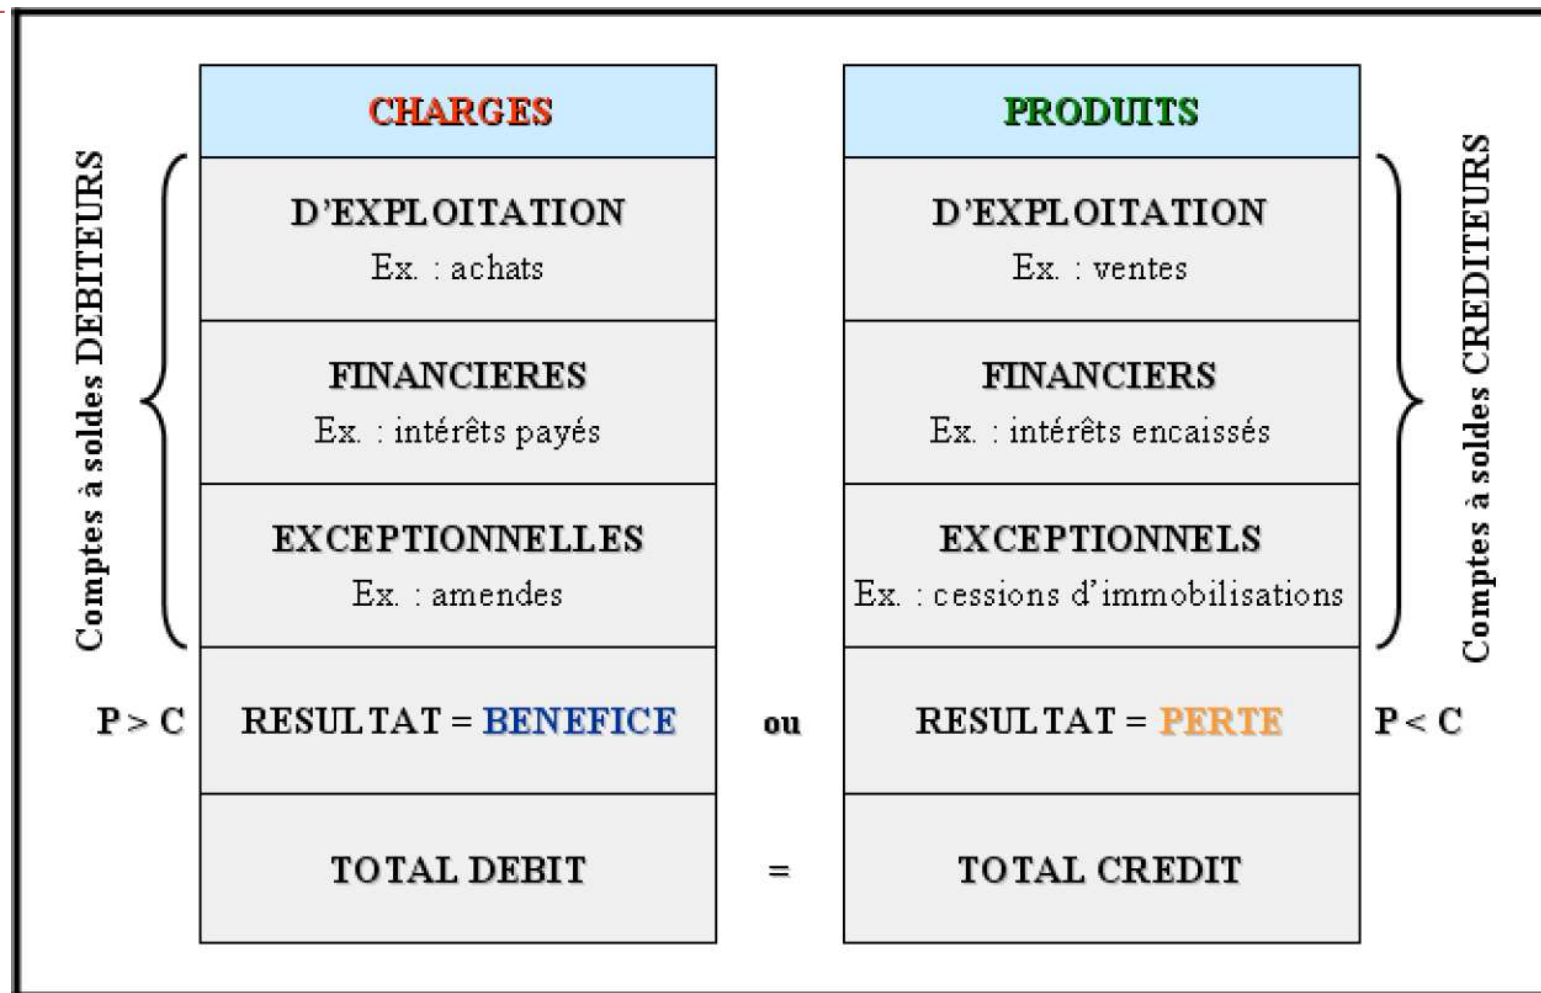 Comptes à soldes DEBITEURS
CHARGES
D'EXPLOITATION
Ex. : achats
FINANCIERES
Ex. : intérêts payés
EXCEPTIONNELLES
Ex. : amendes
P > C
RESULTAT = BENEFICE
TOTAL DEBIT
ou
=
PRODUITS
D'EXPLOITATION
Ex. : ventes
FINANCIERS
Ex. : intérêts encaissés
EXCEPTIONNELS
Ex. : cessions d'immobilisations
RESULTAT = PERTE
P < C
TOTAL CREDIT
Comptes à soldes CREDITEURS